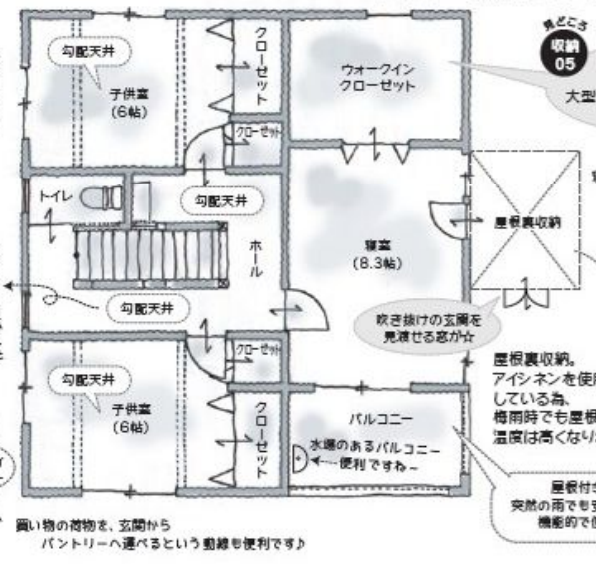 見どころ
収納
05
大型
勾配天井
子供室
(6帖)
クローゼット
ウォークイン
クローゼット
クローゼット
トイレ
勾配天井
ホール
寝室
(8.3帖)
屋根裏収納
勾配天井
吹き抜けの玄関を
見渡せる窓が☆
クローゼット
勾配天井
子供室
(6帖)
クローゼット
バルコニー
水場のあるバルコニー
便利ですね~
屋根裏収納。
アイシネンを使用
している為、
梅雨時でも屋根
温度は高くなり
屋根付き
突然の雨でも
機能的で
買い物の荷物を、玄関から
パントリーへ運べるという動線も便利です♪